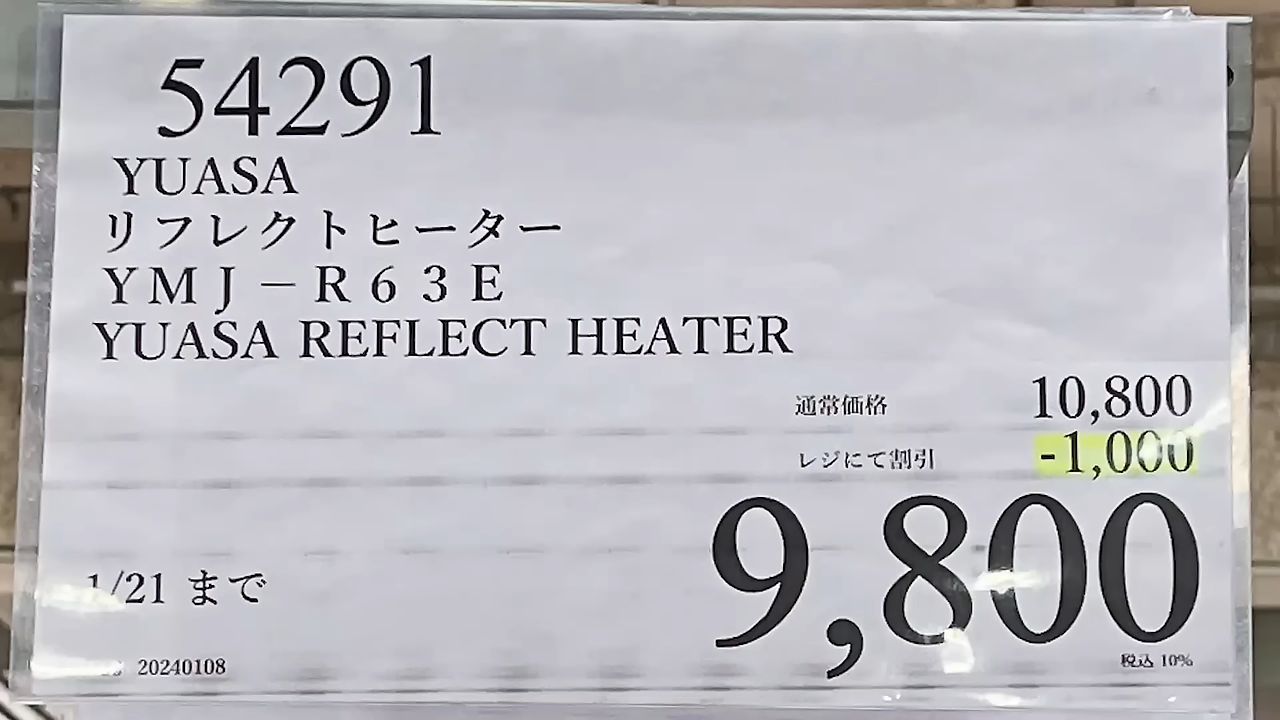 54291
YUASA
リフレクトヒーター
ＹＭＪ－Ｒ６３Ｅ
YUASA REFLECT HEATER
通常価格 10,800
レジにて割引 -1,000
9,800
1/21 まで
税込 10%
20240108